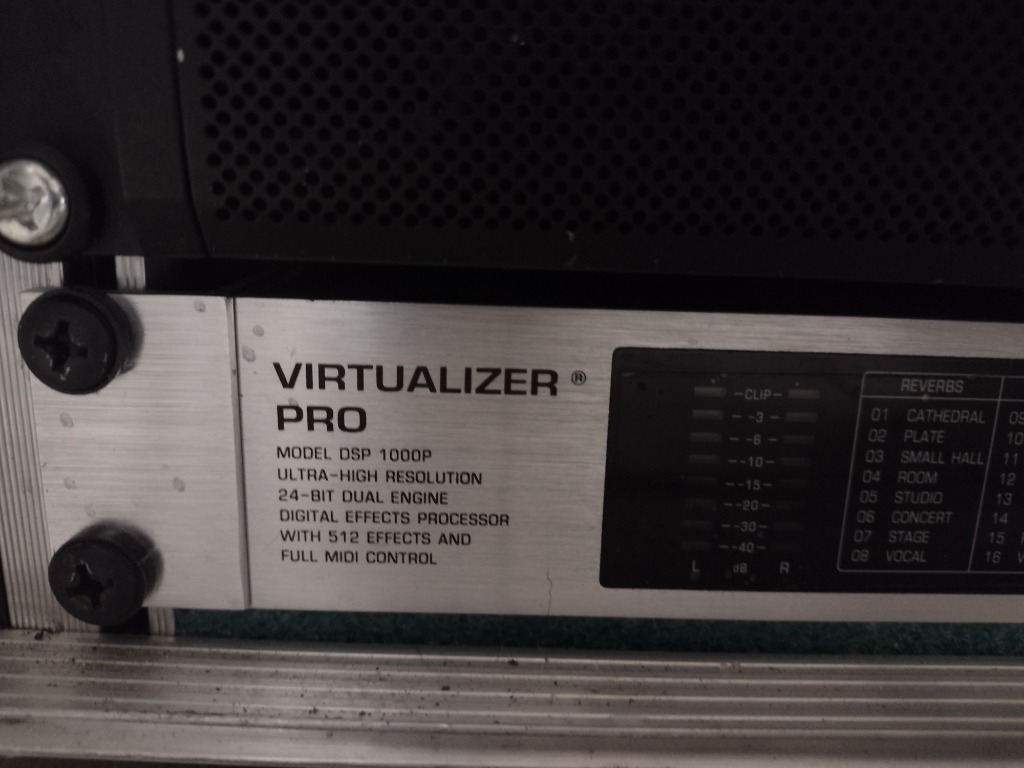 VIRTUALIZER ®
PRO
MODEL DSP 1000P
ULTRA-HIGH RESOLUTION
24-BIT DUAL ENGINE
DIGITAL EFFECTS PROCESSOR
WITH 512 EFFECTS AND
FULL MIDI CONTROL
CLIP
-3
-6
-10
-15
-20
-30
-40
L dB R
REVERBS
01 CATHEDRAL 09
02 PLATE 10
03 SMALL HALL 11
04 ROOM 12
05 STUDIO 13
06 CONCERT 14
07 STAGE 15
08 VOCAL 16